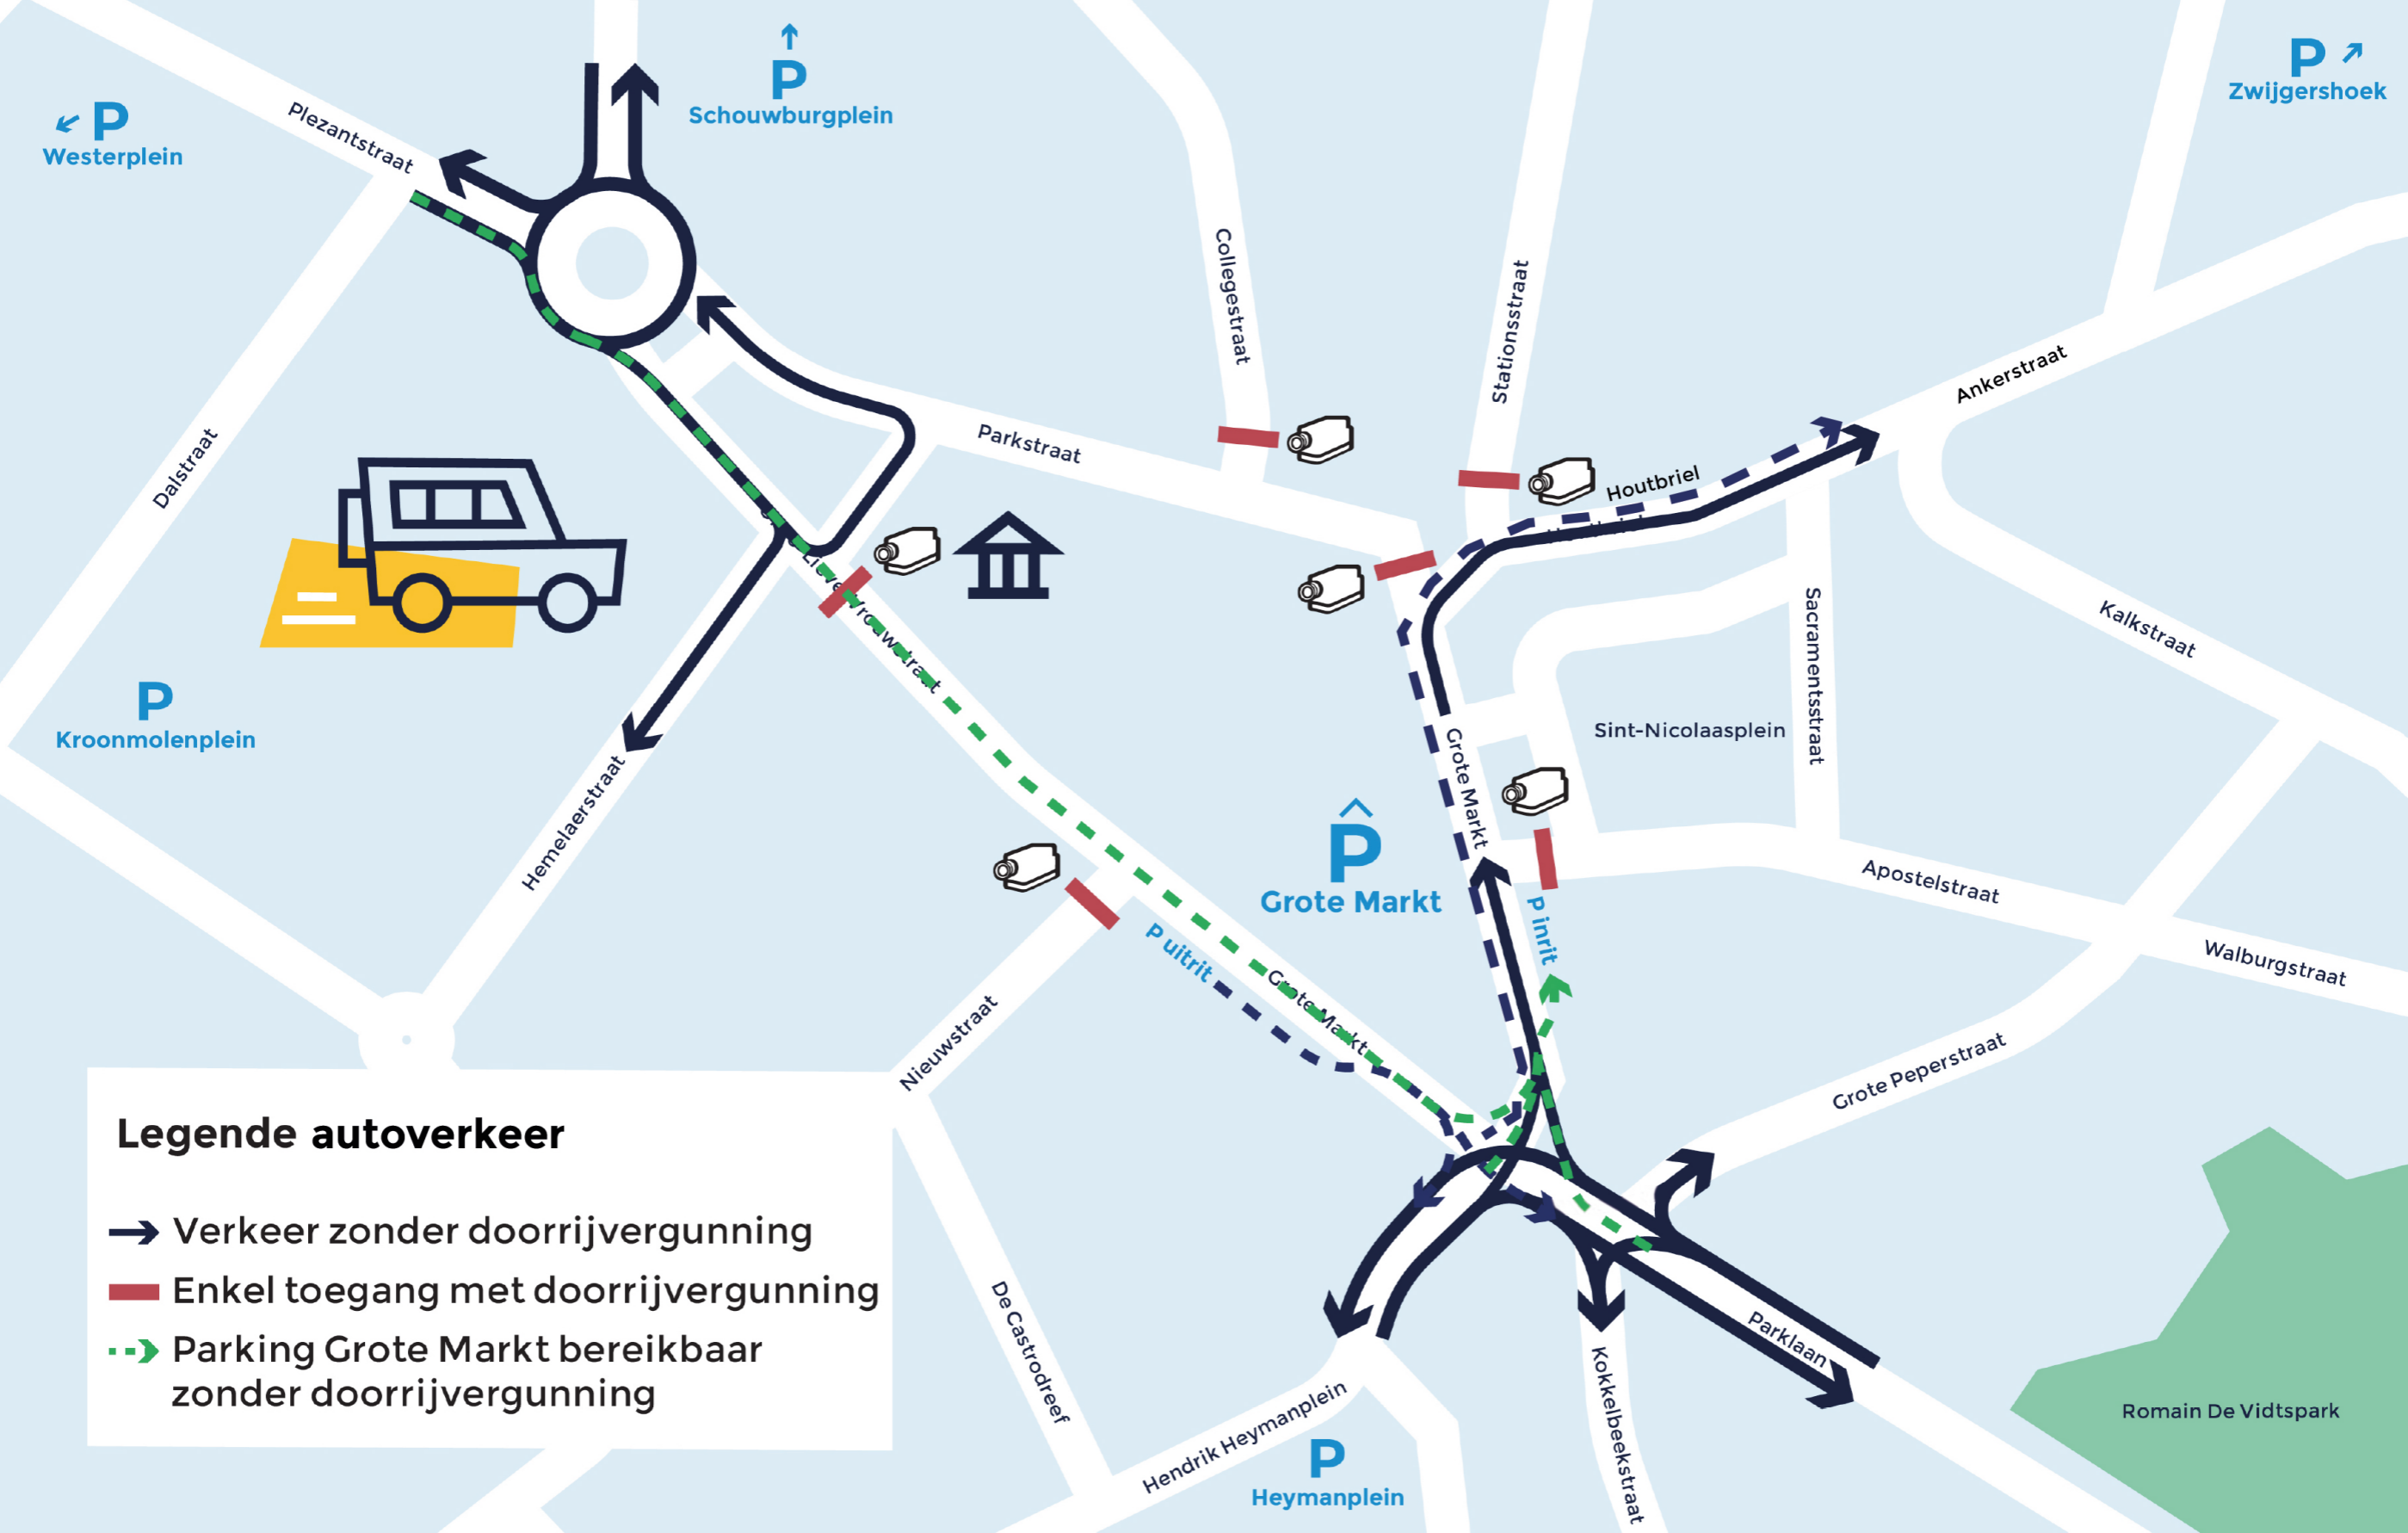 P
Schouwburgplein
P
Zwijgershoek
P
Westerplein
Plezantstraat
Collegestraat
Stationsstraat
Ankerstraat
Dalstraat
Parkstraat
Houtbriel
Kalkstraat
Sacramentsstraat
P
Kroonmolenplein
Sint-Nicolaasplein
Grote Markt
Hemelaerstraat
P
Grote Markt
Apostelstraat
P inrit
P uitrit
Walburgstraat
Grote Markt
Nieuwstraat
Grote Peperstraat
Legende autoverkeer
Verkeer zonder doorrijvergunning
Enkel toegang met doorrijvergunning
Parking Grote Markt bereikbaar
zonder doorrijvergunning
De Castrodreef
Parklaan
Hendrik Heymanplein
Kokkelbeekstraat
Romain De Vidtspark
P
Heymanplein